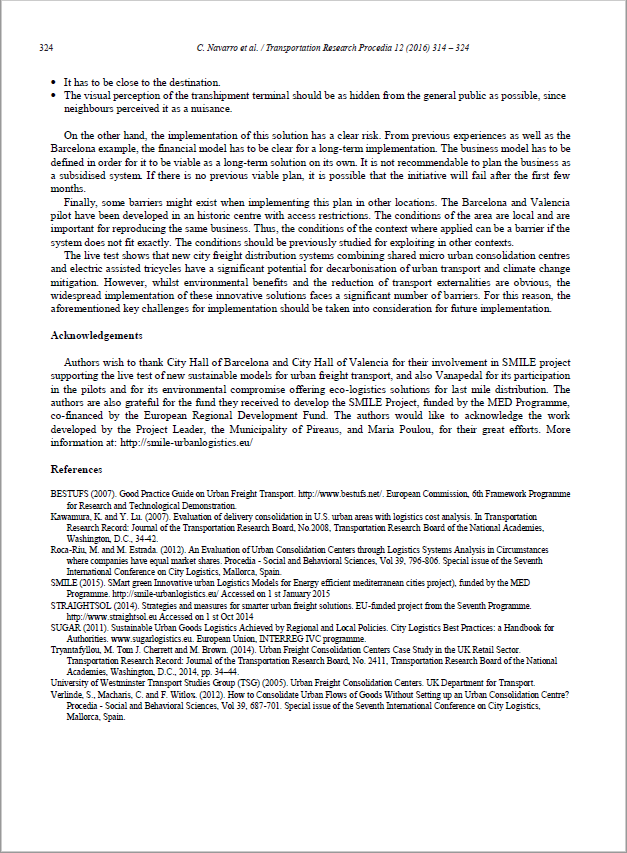 324
C. Navarro et al. / Transportation Research Procedia 12 (2016) 314 – 324
• It has to be close to the destination.
• The visual perception of the transhipment terminal should be as hidden from the general public as possible, since
neighbours perceived it as a nuisance.
On the other hand, the implementation of this solution has a clear risk. From previous experiences as well as the
Barcelona example, the financial model has to be clear for a long-term implementation. The business model has to be
defined in order for it to be viable as a long-term solution on its own. It is not recommendable to plan the business as
a subsidised system. If there is no previous viable plan, it is possible that the initiative will fail after the first few
months.
Finally, some barriers might exist when implementing this plan in other locations. The Barcelona and Valencia
pilot have been developed in an historic centre with access restrictions. The conditions of the area are local and are
important for reproducing the same business. Thus, the conditions of the context where applied can be a barrier if the
system does not fit exactly. The conditions should be previously studied for exploiting in other contexts.
The live test shows that new city freight distribution systems combining shared micro urban consolidation centres
and electric assisted tricycles have a significant potential for decarbonisation of urban transport and climate change
mitigation. However, whilst environmental benefits and the reduction of transport externalities are obvious, the
widespread implementation of these innovative solutions faces a significant number of barriers. For this reason, the
aforementioned key challenges for implementation should be taken into consideration for future implementation.
Acknowledgements
Authors wish to thank City Hall of Barcelona and City Hall of Valencia for their involvement in SMILE project
supporting the live test of new sustainable models for urban freight transport, and also Vanapedal for its participation
in the pilots and for its environmental compromise offering eco-logistics solutions for last mile distribution. The
authors are also grateful for the fund they received to develop the SMILE Project, funded by the MED Programme,
co-financed by the European Regional Development Fund. The authors would like to acknowledge the work
developed by the Project Leader, the Municipality of Pireaus, and Maria Poulou, for their great efforts. More
information at: http://smile-urbanlogistics.eu/
References
BESTUFS (2007). Good Practice Guide on Urban Freight Transport. http://www.bestufs.net/. European Commission, 6th Framework Programme
for Research and Technological Demonstration.
Kawamura, K. and Y. Lu. (2007). Evaluation of delivery consolidation in U.S. urban areas with logistics cost analysis. In Transportation
Research Record: Journal of the Transportation Research Board, No.2008, Transportation Research Board of the National Academies,
Washington, D.C., 34-42.
Roca-Riu, M. and M. Estrada. (2012). An Evaluation of Urban Consolidation Centers through Logistics Systems Analysis in Circumstances
where companies have equal market shares. Procedia - Social and Behavioral Sciences, Vol 39, 796-806. Special issue of the Seventh
International Conference on City Logistics, Mallorca, Spain.
SMILE (2015). SMart green Innovative urban Logistics Models for Energy efficient mediterranean cities project), funded by the MED
Programme. http://smile-urbanlogistics.eu/ Accessed on 1 st January 2015
STRAIGHTSOL (2014). Strategies and measures for smarter urban freight solutions. EU-funded project from the Seventh Programme.
http://www.straightsol.eu Accessed on 1 st Oct 2014
SUGAR (2011). Sustainable Urban Goods Logistics Achieved by Regional and Local Policies. City Logistics Best Practices: a Handbook for
Authorities. www.sugarlogistics.eu. European Union, INTERREG IVC programme.
Tryantafyllou, M. Tom J. Cherrett and M. Brown. (2014). Urban Freight Consolidation Centers Case Study in the UK Retail Sector.
Transportation Research Record: Journal of the Transportation Research Board, No. 2411, Transportation Research Board of the National
Academies, Washington, D.C., 2014, pp. 34–44.
University of Westminster Transport Studies Group (TSG) (2005). Urban Freight Consolidation Centers. UK Department for Transport.
Verlinde, S., Macharis, C. and F. Witlox. (2012). How to Consolidate Urban Flows of Goods Without Setting up an Urban Consolidation Centre?
Procedia - Social and Behavioral Sciences, Vol 39, 687-701. Special issue of the Seventh International Conference on City Logistics,
Mallorca, Spain.